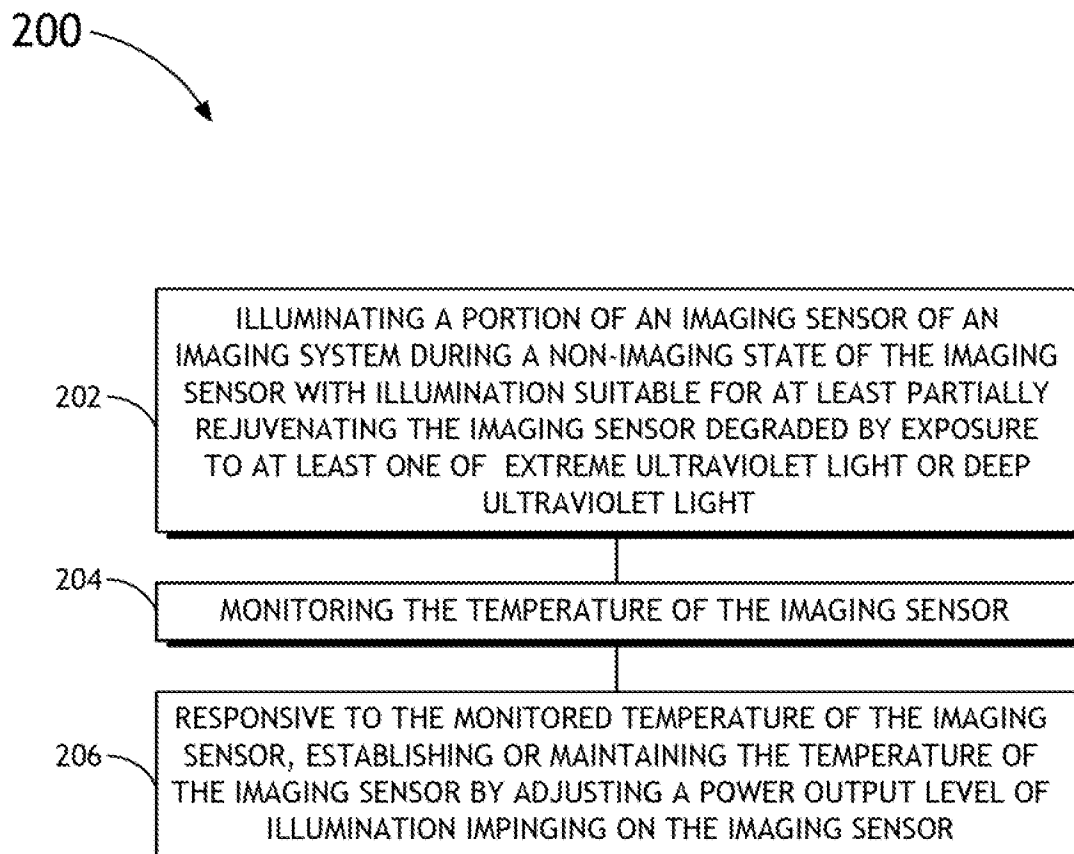 200
ILLUMINATING A PORTION OF AN IMAGING SENSOR OF AN
IMAGING SYSTEM DURING A NON-IMAGING STATE OF THE IMAGING
SENSOR WITH ILLUMINATION SUITABLE FOR AT LEAST PARTIALLY
REJUVENATING THE IMAGING SENSOR DEGRADED BY EXPOSURE
TO AT LEAST ONE OF EXTREME ULTRAVIOLET LIGHT OR DEEP
ULTRAVIOLET LIGHT
202
204
MONITORING THE TEMPERATURE OF THE IMAGING SENSOR
RESPONSIVE TO THE MONITORED TEMPERATURE OF THE IMAGING
SENSOR, ESTABLISHING OR MAINTAINING THE TEMPERATURE OF
206
THE IMAGING SENSOR BY ADJUSTING A POWER OUTPUT LEVEL OF
ILLUMINATION IMPINGING ON THE IMAGING SENSOR